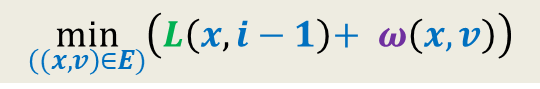 min(L(x, i − 1)+ ω(x, v))
((x,v)∈E)